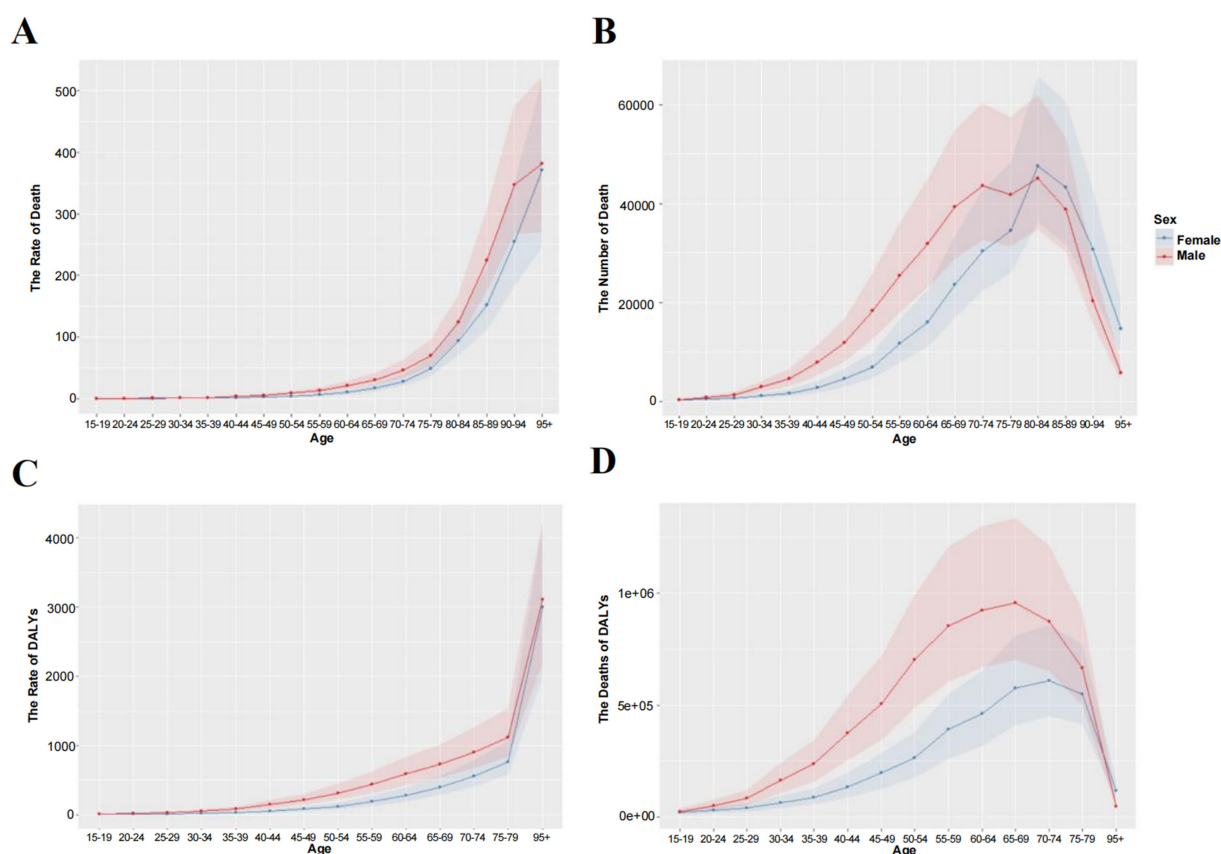 A
B
500
400
300
200
100
0
The Rate of Death
15-19 20-24 25-29 30-34 35-39 40-44 45-49 50-54 55-59 60-64 65-69 70-74 75-79 80-84 85-89 90-94 95+
Age
60000
40000
20000
0
The Number of Death
15-19 20-24 25-29 30-34 35-39 40-44 45-49 50-54 55-59 60-64 65-69 70-74 75-79 80-84 85-89 90-94 95+
Age
Sex
Female
Male
C
D
4000
3000
2000
1000
0
The Rate of DALYs
15-19 20-24 25-29 30-34 35-39 40-44 45-49 50-54 55-59 60-64 65-69 70-74 75-79 95+
Age
1e+06
5e+05
0e+00
The Deaths of DALYs
15-19 20-24 25-29 30-34 35-39 40-44 45-49 50-54 55-59 60-64 65-69 70-74 75-79 95+
Age